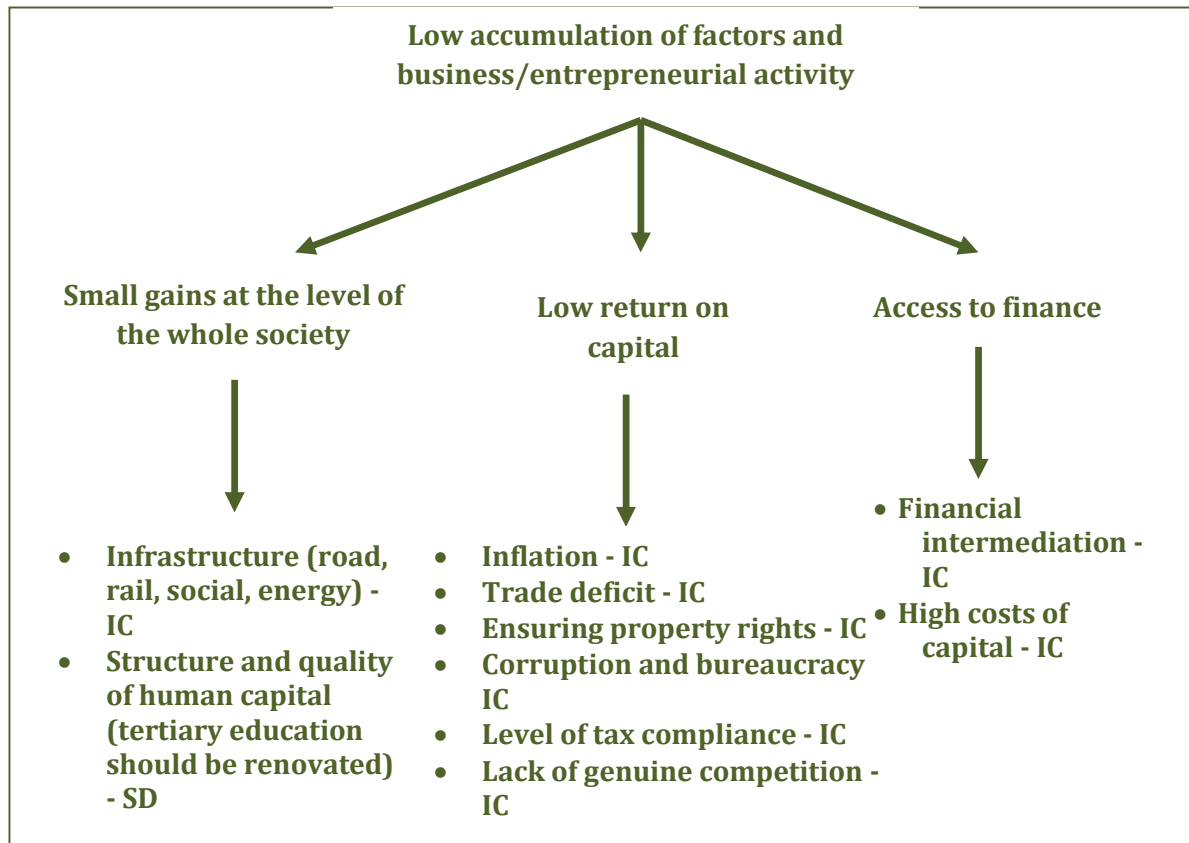 Low accumulation of factors and
business/entrepreneurial activity
Small gains at the level of
the whole society
Low return on
capital
Access to finance
• Infrastructure (road,
rail, social, energy) -
IC
• Structure and quality
of human capital
(tertiary education
should be renovated)
- SD
• Inflation - IC
• Trade deficit - IC
• Ensuring property rights - IC
• Corruption and bureaucracy
IC
• Level of tax compliance - IC
• Lack of genuine competition -
IC
• Financial
intermediation -
IC
• High costs of
capital - IC